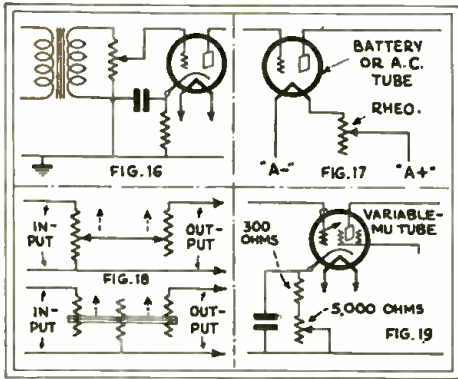 FIG.16
BATTERY
OR A.C.
TUBE
RHEO.
"A-"
FIG.17
"A+"
IN-
PUT
A
A
OUT-
PUT
FIG.18
IN-
PUT
A
A
OUT-
PUT
300
OHMS
VARIABLE-
MU TUBE
5,000 OHMS
FIG.19